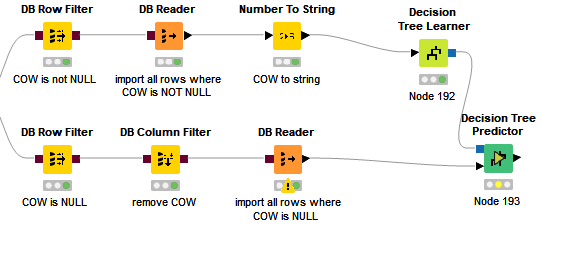 DB Row Filter
DB Reader
Number To String
Decision
Tree Learner
COW is not NULL
import all rows where
COW is NOT NULL
COW to string
Node 192
DB Row Filter
DB Column Filter
DB Reader
Decision Tree
Predictor
COW is NULL
remove COW
import all rows where
COW is NULL
Node 193